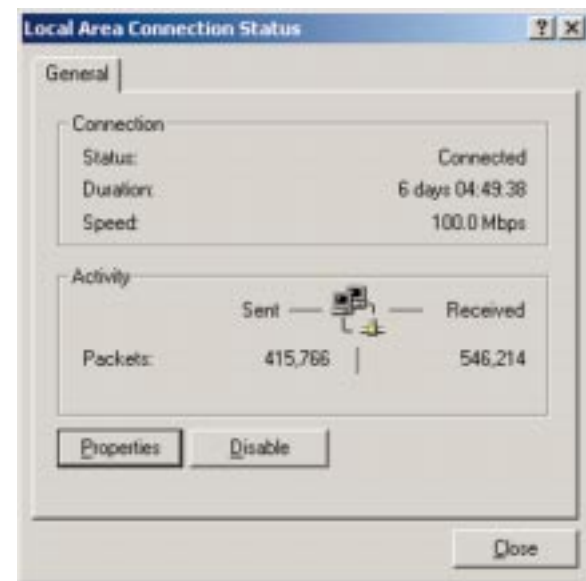 Local Area Connection Status
General
Connection
Status: Connected
Duration: 6 days 04:49:38
Speed: 100.0 Mbps
Activity
Sent Received
Packets: 415,766 546,214
Properties Disable
Close